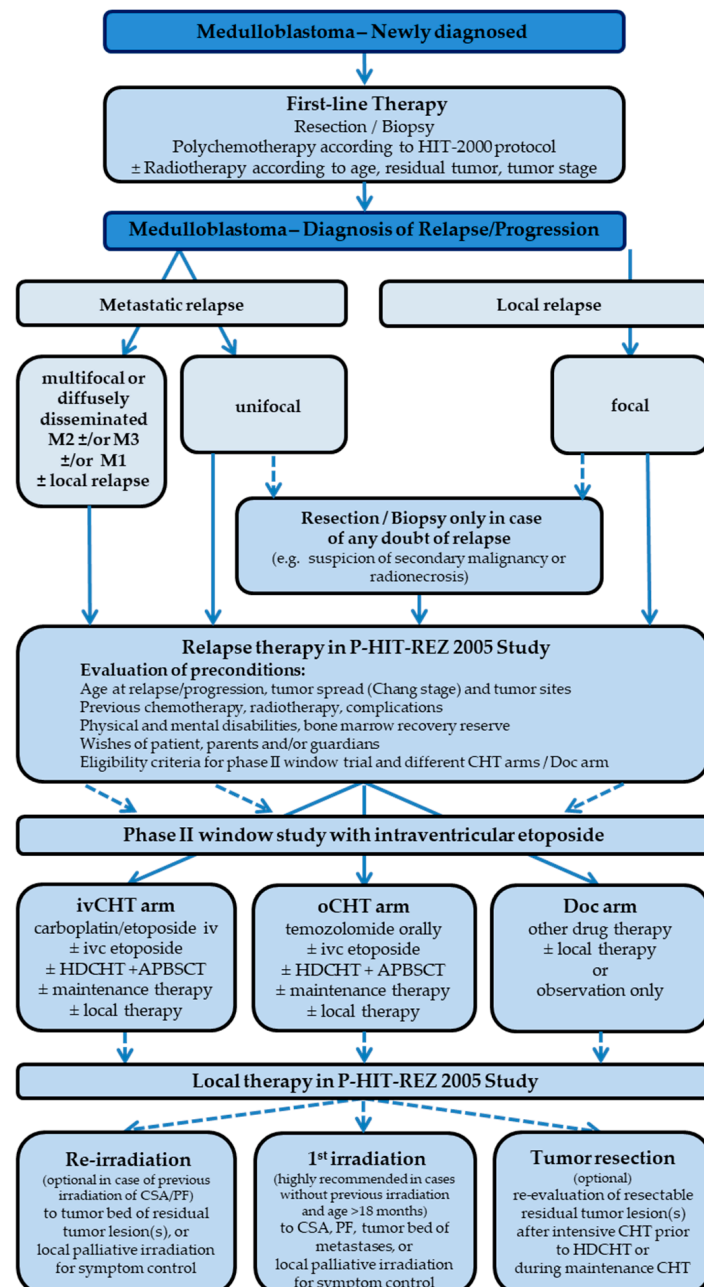 Medulloblastoma – Newly diagnosed
First-line Therapy
Resection / Biopsy
Polychemotherapy according to HIT-2000 protocol
± Radiotherapy according to age, residual tumor, tumor stage
Medulloblastoma – Diagnosis of Relapse/Progression
Metastatic relapse
Local relapse
multifocal or
diffusely
disseminated
M2 ±/or M3
±/or M1
± local relapse
unifocal
focal
Resection / Biopsy only in case
of any doubt of relapse
(e.g. suspicion of secondary malignancy or
radionecrosis)
Relapse therapy in P-HIT-REZ 2005 Study
Evaluation of preconditions:
Age at relapse/progression, tumor spread (Chang stage) and tumor sites
Previous chemotherapy, radiotherapy, complications
Physical and mental disabilities, bone marrow recovery reserve
Wishes of patient, parents and/or guardians
Eligibility criteria for phase II window trial and different CHT arms / Doc arm
Phase II window study with intraventricular etoposide
ivCHT arm
carboplatin/etoposide iv
± ivc etoposide
± HDCHT +APBSCT
± maintenance therapy
± local therapy
oCHT arm
temozolomide orally
± ivc etoposide
± HDCHT + APBSCT
± maintenance therapy
± local therapy
Doc arm
other drug therapy
± local therapy
or
observation only
Local therapy in P-HIT-REZ 2005 Study
Re-irradiation
(optional in case of previous
irradiation of CSA/PF)
to tumor bed of residual
tumor lesion(s), or
local palliative irradiation
for symptom control
1st irradiation
(highly recommended in cases
without previous irradiation
and age >18 months)
to CSA, PF, tumor bed of
metastases, or
local palliative irradiation
for symptom control
Tumor resection
(optional)
re-evaluation of resectable
residual tumor lesion(s)
after intensive CHT prior
to HDCHT or
during maintenance CHT